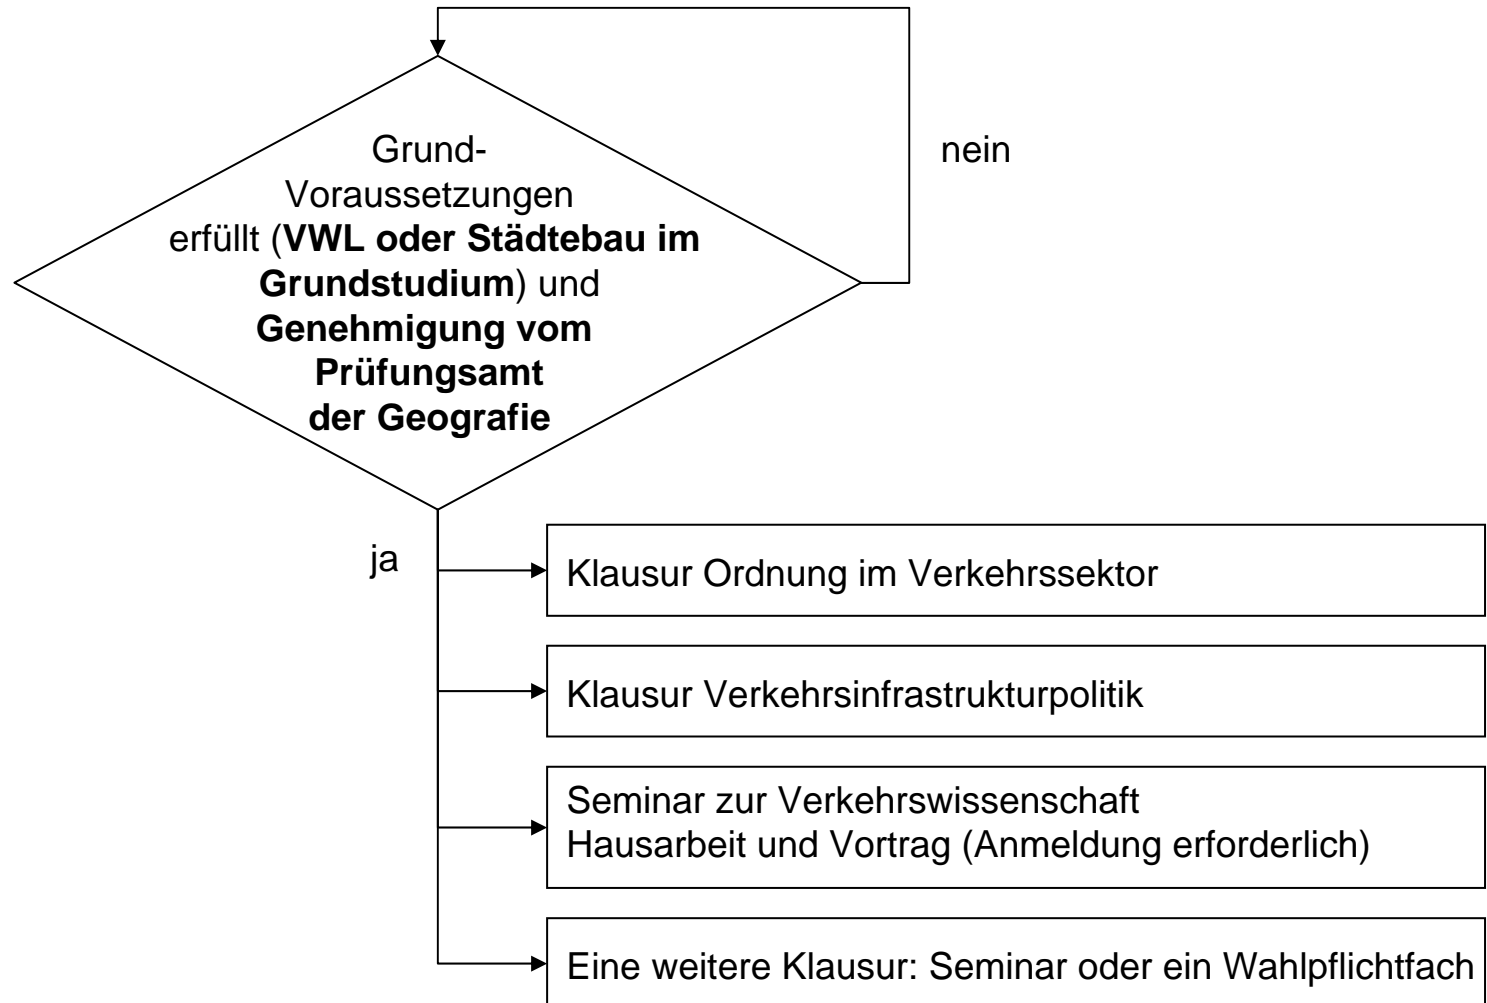 Grund-
Voraussetzungen
erfüllt (VWL oder Städtebau im
Grundstudium) und
Genehmigung vom
Prüfungsamt
der Geografie
nein
ja
Klausur Ordnung im Verkehrssektor
Klausur Verkehrsinfrastrukturpolitik
Seminar zur Verkehrswissenschaft
Hausarbeit und Vortrag (Anmeldung erforderlich)
Eine weitere Klausur: Seminar oder ein Wahlpflichtfach